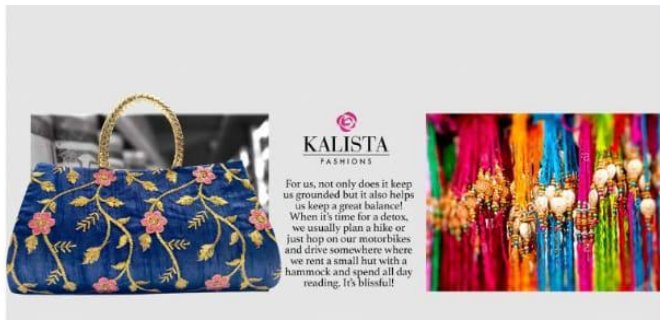 KALISTA
FASHIONS
For us, not only does it keep
us grounded but it also helps
us keep a great balance!
When it's time for a detox,
we usually plan a hike or
just hop on our motorbikes
and drive somewhere where
we rent a small hut with a
hammock and spend all day
reading. It's blissful!